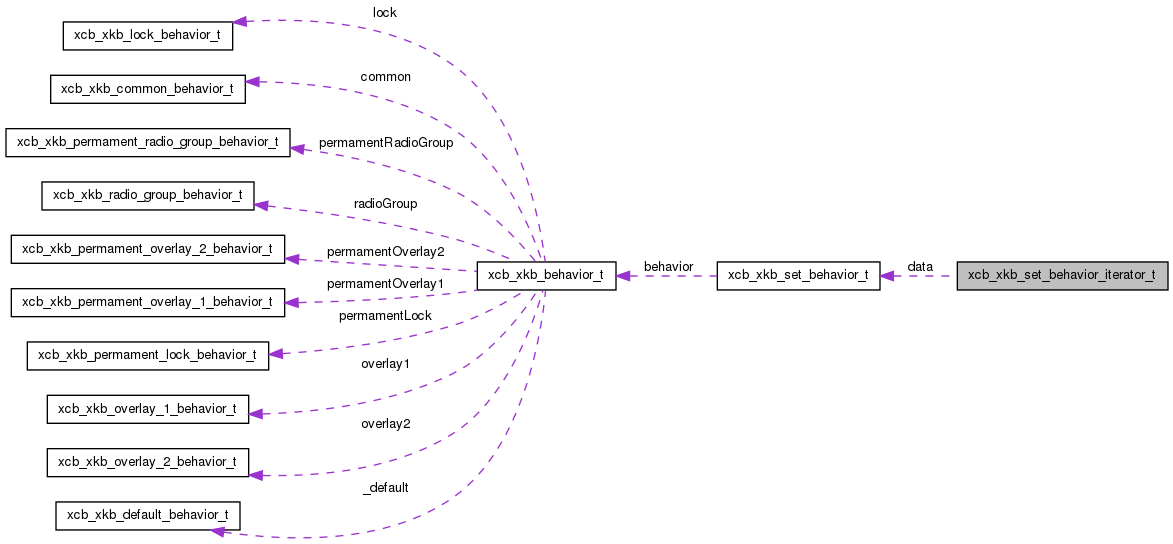 lock
xcb_xkb_lock_behavior_t
common
xcb_xkb_common_behavior_t
permamentRadioGroup
xcb_xkb_permament_radio_group_behavior_t
radioGroup
xcb_xkb_radio_group_behavior_t
permamentOverlay2
xcb_xkb_permament_overlay_2_behavior_t
xcb_xkb_behavior_t
behavior
xcb_xkb_set_behavior_t
data
xcb_xkb_set_behavior_iterator_t
permamentOverlay1
xcb_xkb_permament_overlay_1_behavior_t
permamentLock
xcb_xkb_permament_lock_behavior_t
overlay1
xcb_xkb_overlay_1_behavior_t
overlay2
xcb_xkb_overlay_2_behavior_t
_default
xcb_xkb_default_behavior_t